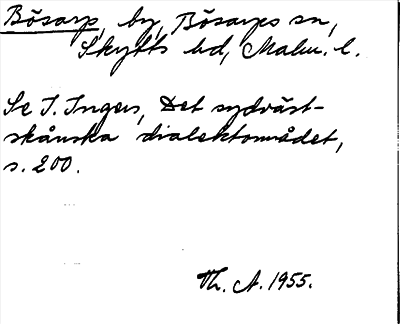 Bösarp, by, Bösarps sn,
Skytts hd, Malm. l.
Se I. Ingers, Det sydväst-
skånska dialektområdet,
s. 200.
Th. A. 1955.